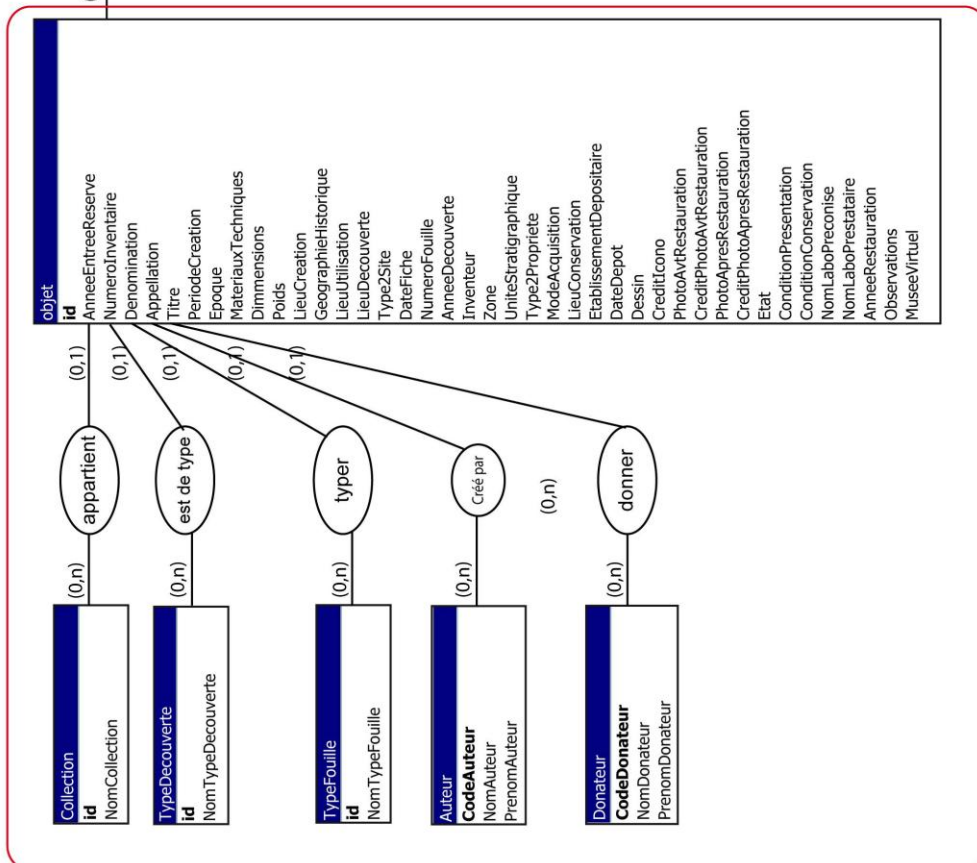 objet
id
AnneeEntreeReserve
NumeroInventaire
Denomination
Appellation
Titre
PeriodeCreation
Epoque
MateriauxTechniques
Dimmensions
Poids
LieuCreation
GeographieHistorique
LieuUtilisation
LieuDecouverte
Type2Site
DateFiche
NumeroFouille
AnneeDecouverte
Inventeur
Zone
UniteStratigraphique
Type2Propriete
ModeAcquisition
LieuConservation
EtablissementDepositaire
DateDepot
Dessin
CreditIcono
PhotoAvtRestauration
CreditPhotoAvtRestauration
PhotoApresRestauration
CreditPhotoApresRestauration
Etat
ConditionPresentation
ConditionConservation
NomLaboPreconise
NomLaboPrestataire
AnneeRestauration
Observations
MuseeVirtuel
(0,1)
(0,1)
(0,1)
(0,1)
(0,1)
appartient
est de type
typer
Créé par
(0,n)
donner
(0,n)
(0,n)
(0,n)
(0,n)
(0,n)
Collection
id
NomCollection
TypeDecouverte
id
NomTypeDecouverte
TypeFouille
id
NomTypeFouille
Auteur
CodeAuteur
NomAuteur
PrenomAuteur
Donateur
CodeDonateur
NomDonateur
PrenomDonateur